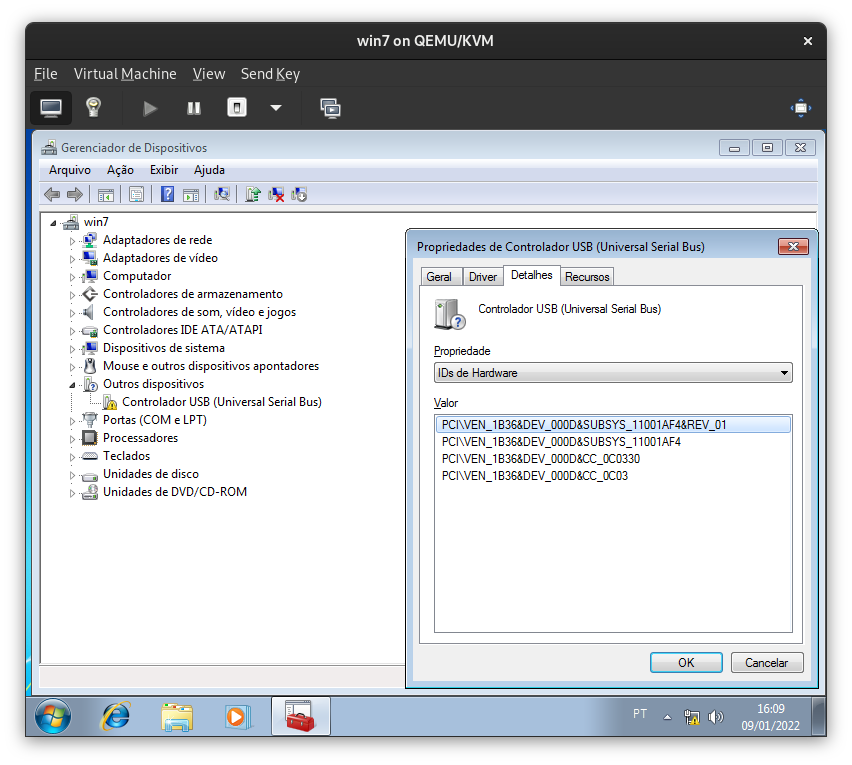 win7 on QEMU/KVM
File Virtual Machine View Send Key
Gerenciador de Dispositivos
Arquivo Ação Exibir Ajuda
win7
Adaptadores de rede
Adaptadores de vídeo
Computador
Controladores de armazenamento
Controladores de som, vídeo e jogos
Controladores IDE ATA/ATAPI
Dispositivos de sistema
Mouse e outros dispositivos apontadores
Outros dispositivos
Controlador USB (Universal Serial Bus)
Portas (COM e LPT)
Processadores
Teclados
Unidades de disco
Unidades de DVD/CD-ROM
Propriedades de Controlador USB (Universal Serial Bus)
Geral Driver Detalhes Recursos
Controlador USB (Universal Serial Bus)
Propriedade
IDs de Hardware
Valor
PCI\VEN_1B36&DEV_000D&SUBSYS_11001AF4&REV_01
PCI\VEN_1B36&DEV_000D&SUBSYS_11001AF4
PCI\VEN_1B36&DEV_000D&CC_0C0330
PCI\VEN_1B36&DEV_000D&CC_0C03
OK Cancelar
PT
16:09
09/01/2022